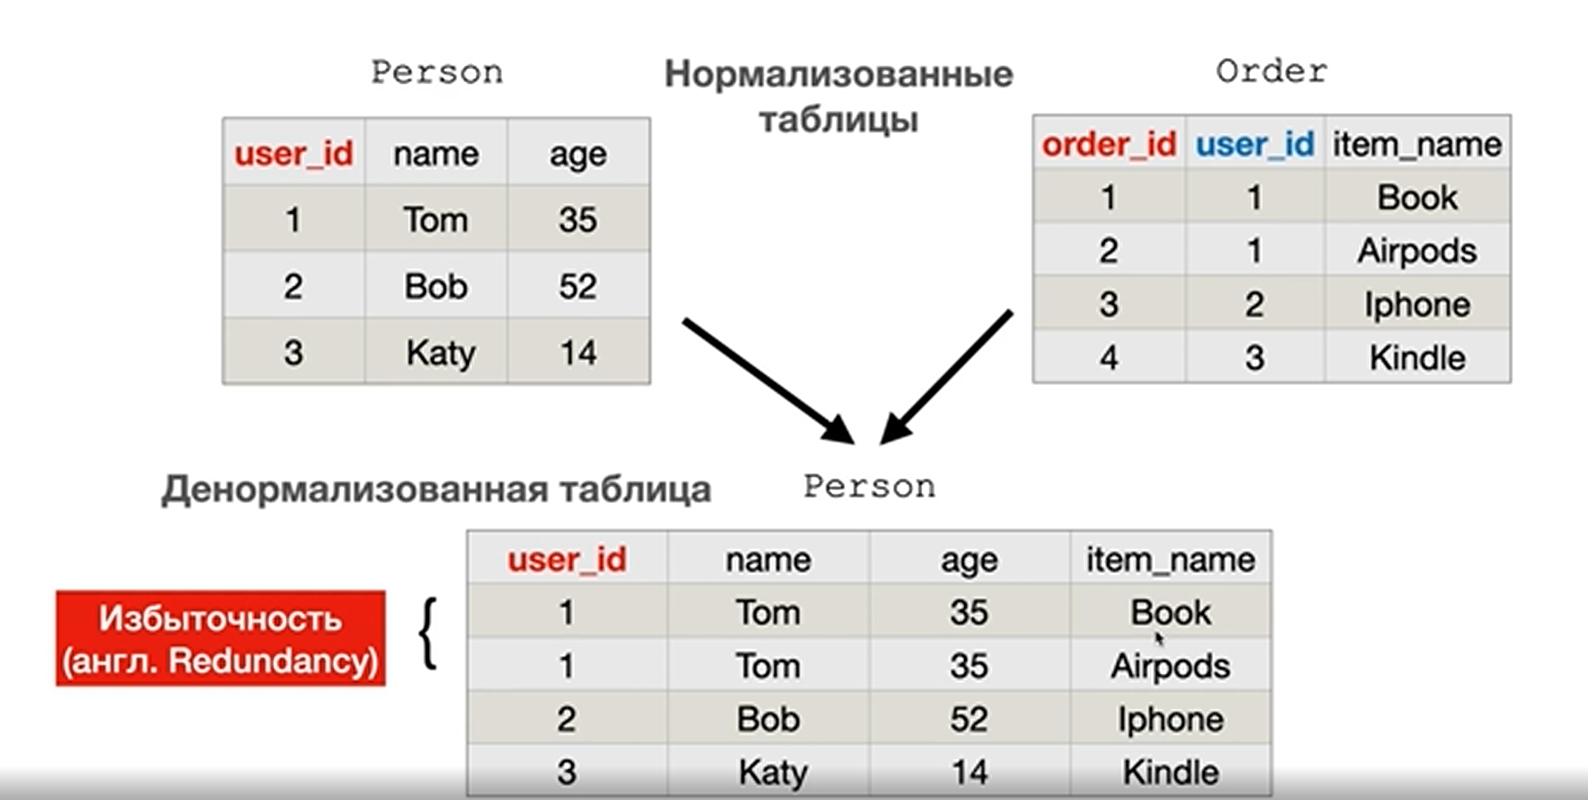 Person
Нормализованные
таблицы
Order
user_id name age
1 Tom 35
2 Bob 52
3 Katy 14
order_id user_id item_name
1 1 Book
2 1 Airpods
3 2 Iphone
4 3 Kindle
Денормализованная таблица
Person
Избыточность
(англ. Redundancy)
{
user_id name age item_name
1 Tom 35 Book
1 Tom 35 Airpods
2 Bob 52 Iphone
3 Katy 14 Kindle